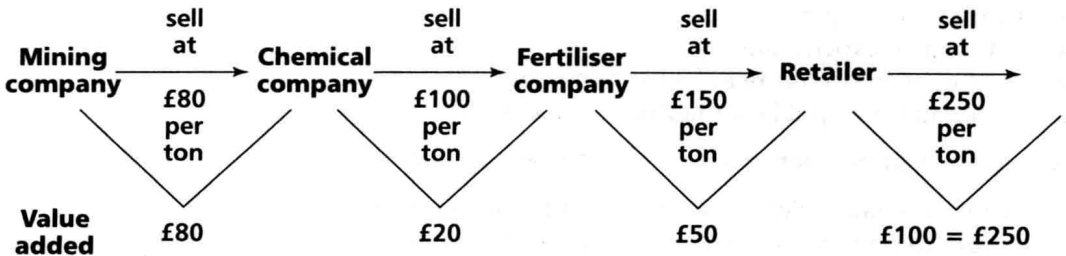 sell
at
sell
at
sell
at
sell
at
Mining
company
Chemical
company
Fertiliser
company
Retailer
£80
per
ton
£100
per
ton
£150
per
ton
£250
per
ton
Value
added
£80
£20
£50
£100 = £250